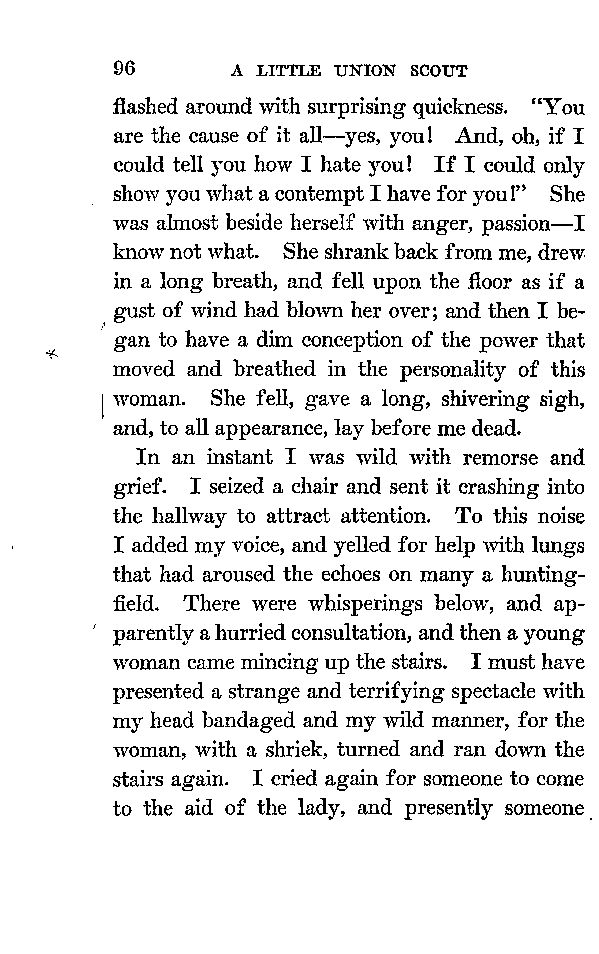 96 A LITTLE UNION SCOUT
flashed around with surprising quickness. "You
are the cause of it all—yes, you! And, oh, if I
could tell you how I hate you! If I could only
show you what a contempt I have for you!" She
was almost beside herself with anger, passion—I
know not what. She shrank back from me, drew
in a long breath, and fell upon the floor as if a
gust of wind had blown her over; and then I be-
gan to have a dim conception of the power that
moved and breathed in the personality of this
woman. She fell, gave a long, shivering sigh,
and, to all appearance, lay before me dead.
In an instant I was wild with remorse and
grief. I seized a chair and sent it crashing into
the hallway to attract attention. To this noise
I added my voice, and yelled for help with lungs
that had aroused the echoes on many a hunting-
field. There were whisperings below, and ap-
parently a hurried consultation, and then a young
woman came mincing up the stairs. I must have
presented a strange and terrifying spectacle with
my head bandaged and my wild manner, for the
woman, with a shriek, turned and ran down the
stairs again. I cried again for someone to come
to the aid of the lady, and presently someone